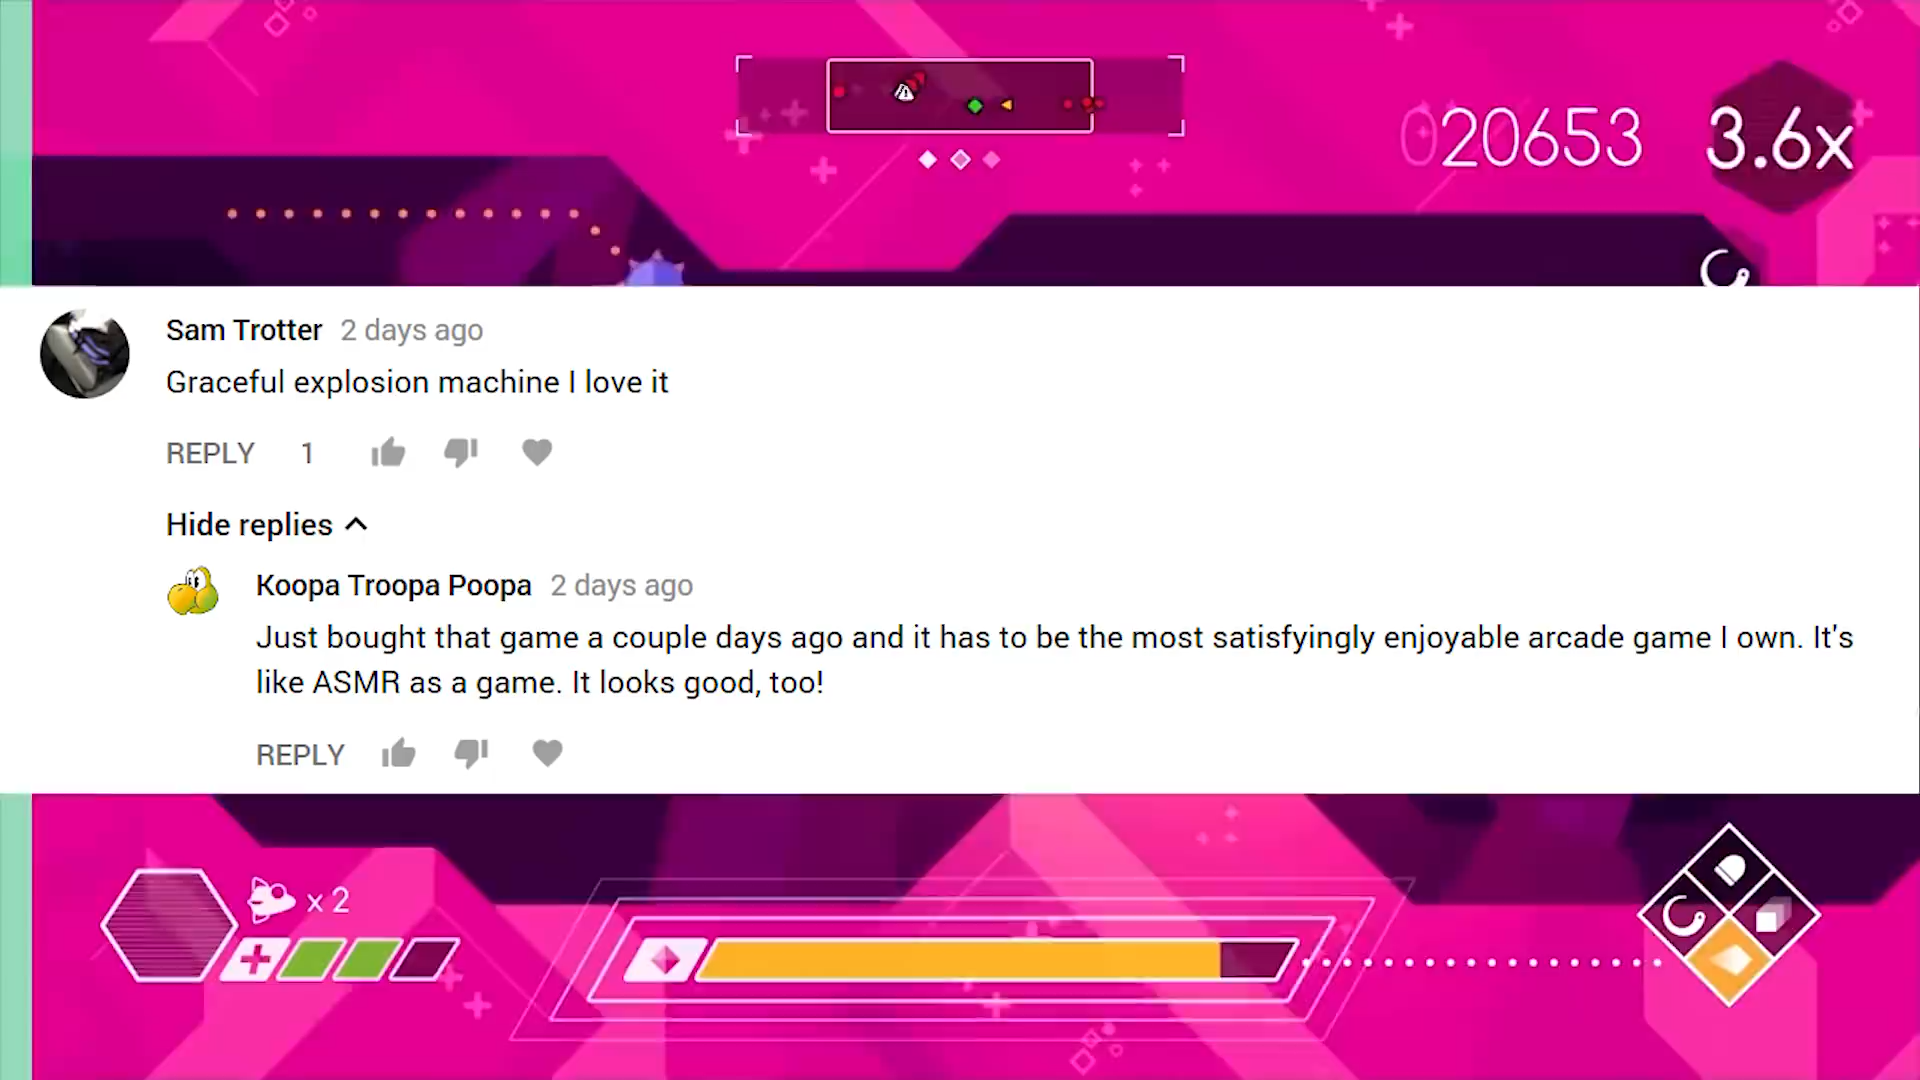 020653 3.6x
Sam Trotter 2 days ago
Graceful explosion machine I love it
REPLY 1
Hide replies
Koopa Troopa Poopa 2 days ago
Just bought that game a couple days ago and it has to be the most satisfyingly enjoyable arcade game I own. It's
like ASMR as a game. It looks good, too!
REPLY
x 2